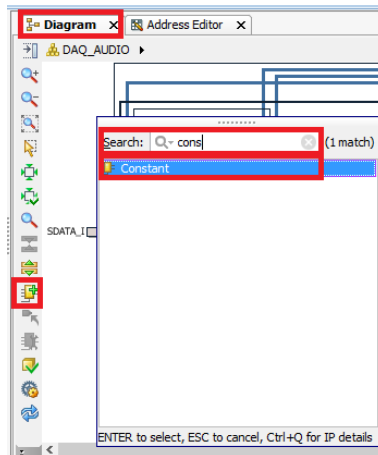 Diagram X Address Editor X
DAQ_AUDIO
Search: cons (1 match)
Constant
SDATA_I
ENTER to select, ESC to cancel, Ctrl+Q for IP details